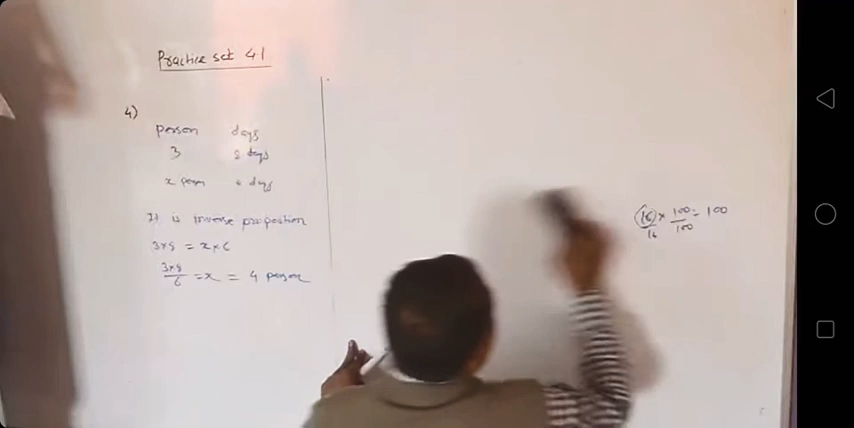 Practice set 41
4)
person days
3 8 days
x person 6 days
It is inverse proportion
3×8 = x×6
3×8/6 = x = 4 person
16/16 × 100/100 = 100